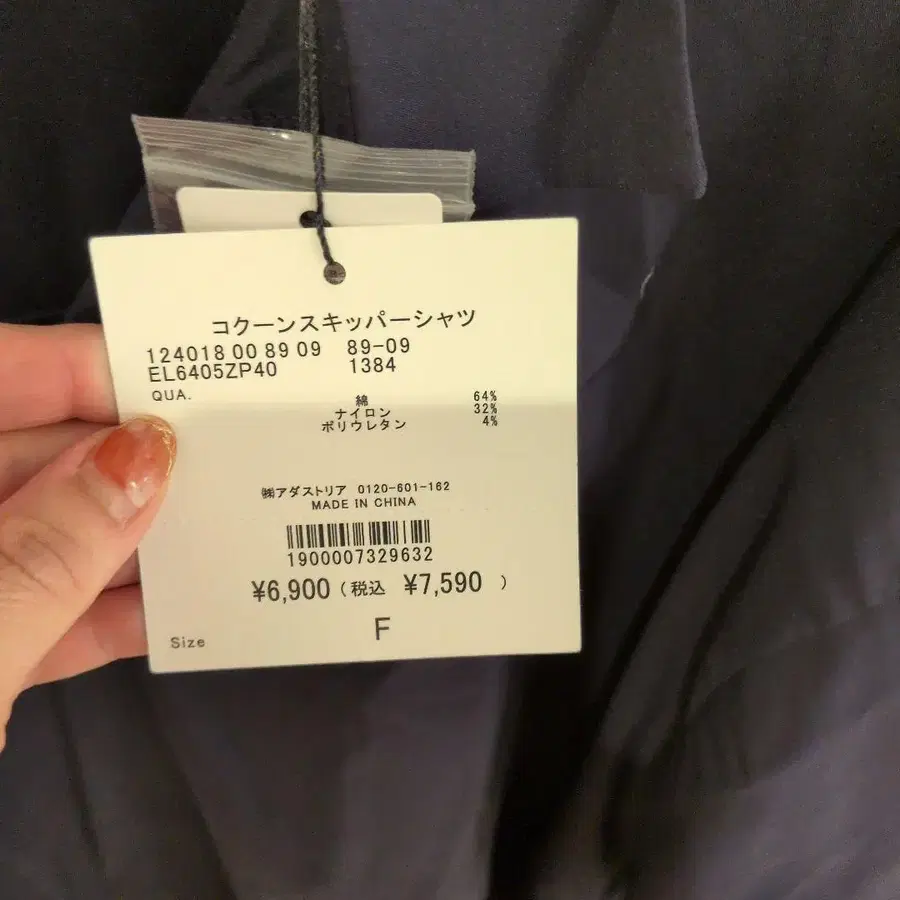 コクーンスキッパーシャツ
124018 00 89 09 89-09
EL6405ZP40 1384
QUA.
綿 64%
ナイロン 32%
ポリウレタン 4%
㈱アダストリア 0120-601-162
MADE IN CHINA
1900007329632
¥6,900 (税込 ¥7,590 )
Size F